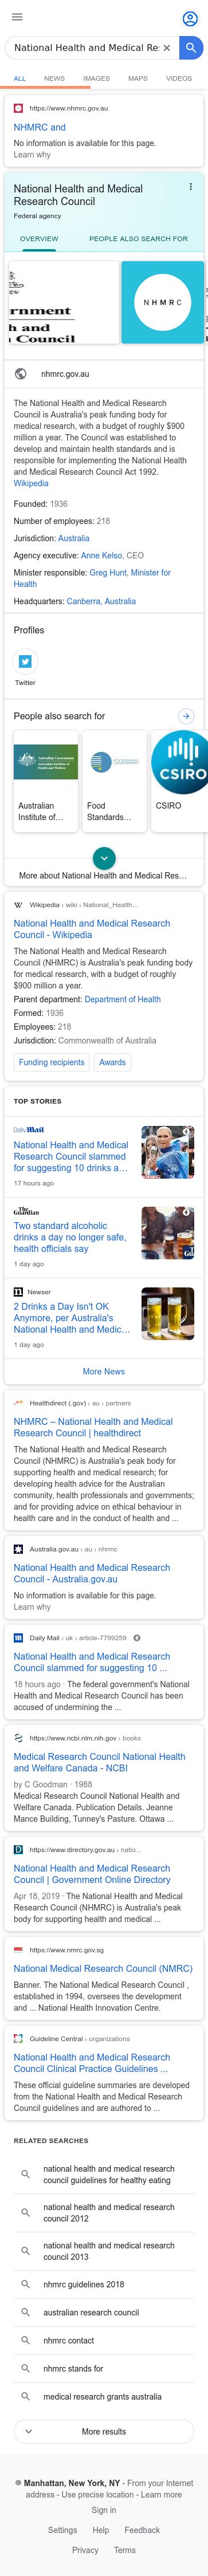 National Health and Medical Re
ALL NEWS IMAGES MAPS VIDEOS
https://www.nhmrc.gov.au
NHMRC and
No information is available for this page.
Learn why
National Health and Medical
Research Council
Federal agency
OVERVIEW PEOPLE ALSO SEARCH FOR
ernment
h and
n Council
NHMRC
nhmrc.gov.au
The National Health and Medical Research
Council is Australia's peak funding body for
medical research, with a budget of roughly $900
million a year. The Council was established to
develop and maintain health standards and is
responsible for implementing the National Health
and Medical Research Council Act 1992.
Wikipedia
Founded: 1936
Number of employees: 218
Jurisdiction: Australia
Agency executive: Anne Kelso, CEO
Minister responsible: Greg Hunt, Minister for
Health
Headquarters: Canberra, Australia
Profiles
Twitter
People also search for
CSIRO
Australian
Institute of…
Food
Standards…
CSIRO
More about National Health and Medical Res…
W Wikipedia › wiki › National_Health...
National Health and Medical Research
Council - Wikipedia
The National Health and Medical Research
Council (NHMRC) is Australia's peak funding body
for medical research, with a budget of roughly
$900 million a year.
Parent department: Department of Health
Formed: 1936
Employees: 218
Jurisdiction: Commonwealth of Australia
Funding recipients Awards
TOP STORIES
Daily Mail
National Health and Medical
Research Council slammed
for suggesting 10 drinks a…
17 hours ago
The Guardian
Two standard alcoholic
drinks a day no longer safe,
health officials say
1 day ago
Newser
2 Drinks a Day Isn't OK
Anymore, per Australia's
National Health and Medic…
1 day ago
More News
Healthdirect (.gov) › au › partners
NHMRC – National Health and Medical
Research Council | healthdirect
The National Health and Medical Research
Council (NHMRC) is Australia's peak body for
supporting health and medical research; for
developing health advice for the Australian
community, health professionals and governments;
and for providing advice on ethical behaviour in
health care and in the conduct of health and ...
Australia.gov.au › au › nhmrc
National Health and Medical Research
Council - Australia.gov.au
No information is available for this page.
Learn why
Daily Mail › uk › article-7799259
National Health and Medical Research
Council slammed for suggesting 10 ...
18 hours ago · The federal government's National
Health and Medical Research Council has been
accused of undermining the ...
https://www.ncbi.nlm.nih.gov › books
Medical Research Council National Health
and Welfare Canada - NCBI
by C Goodman · 1988
Medical Research Council National Health and
Welfare Canada. Publication Details. Jeanne
Mance Building, Tunney's Pasture. Ottawa ...
https://www.directory.gov.au › natio...
National Health and Medical Research
Council | Government Online Directory
Apr 18, 2019 · The National Health and Medical
Research Council (NHMRC) is Australia's peak
body for supporting health and medical ...
https://www.nmrc.gov.sg
National Medical Research Council (NMRC)
Banner. The National Medical Research Council ,
established in 1994, oversees the development
and ... National Health Innovation Centre.
Guideline Central › organizations
National Health and Medical Research
Council Clinical Practice Guidelines ...
These official guideline summaries are developed
from the National Health and Medical Research
Council guidelines and are authored to ...
RELATED SEARCHES
national health and medical research
council guidelines for healthy eating
national health and medical research
council 2012
national health and medical research
council 2013
nhmrc guidelines 2018
australian research council
nhmrc contact
nhmrc stands for
medical research grants australia
More results
Manhattan, New York, NY - From your Internet
address - Use precise location - Learn more
Sign in
Settings Help Feedback
Privacy Terms